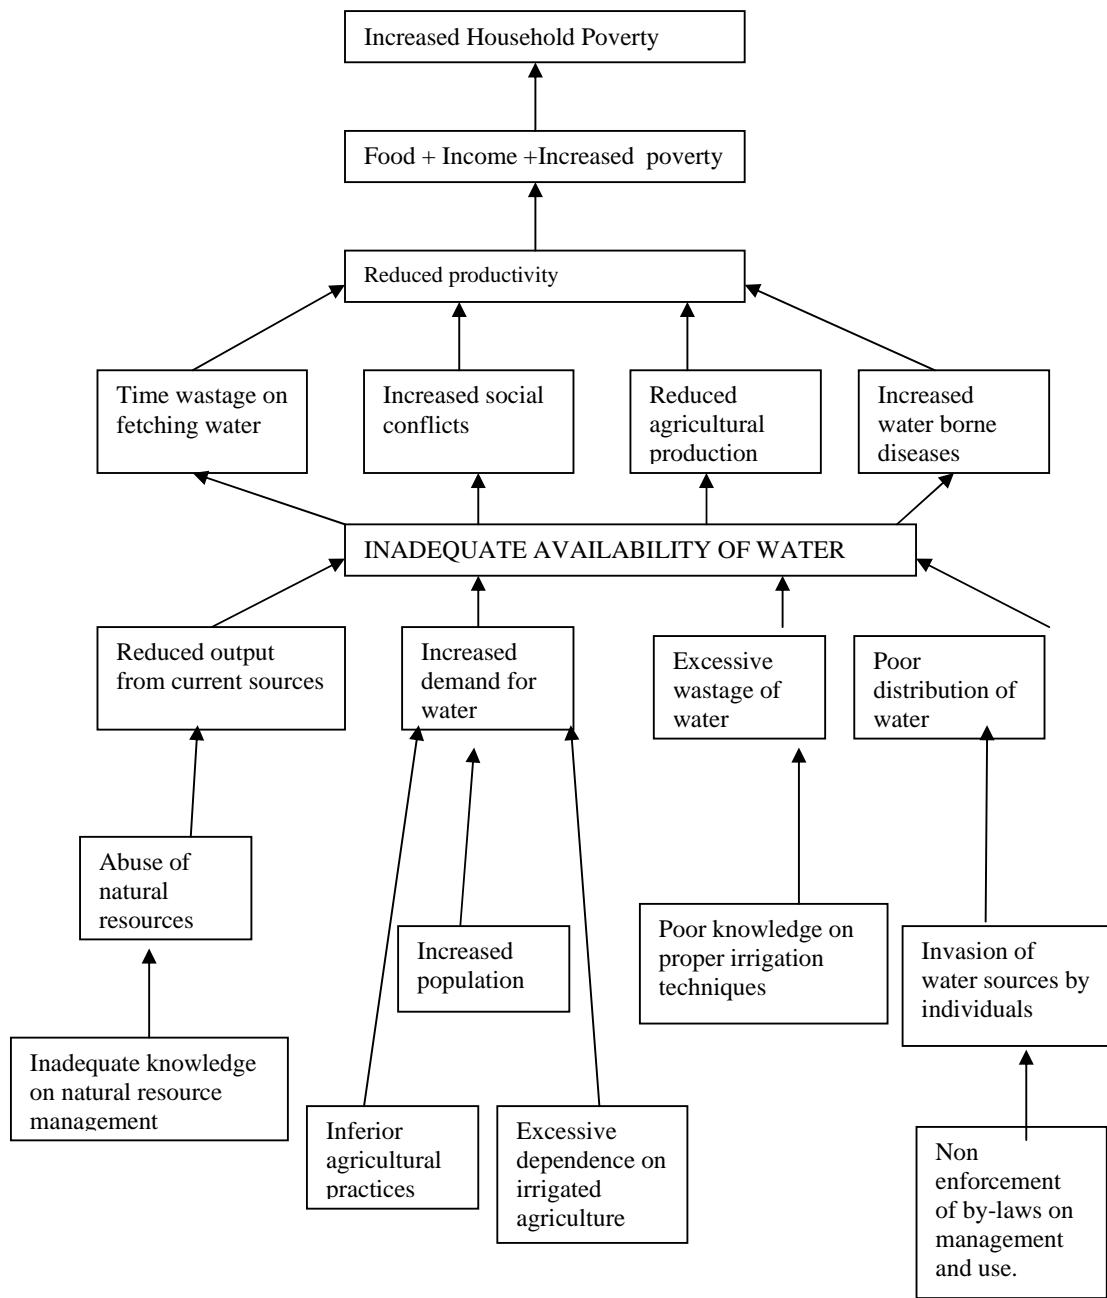 Increased Household Poverty
Food + Income +Increased  poverty
Reduced productivity
Time wastage on
fetching water
Increased social
conflicts
Reduced
agricultural
production
Increased
water borne
diseases
INADEQUATE AVAILABILITY OF WATER
Reduced output
from current sources
Increased
demand for
water
Excessive
wastage of
water
Poor
distribution of
water
Abuse of
natural
resources
Increased
population
Poor knowledge on
proper irrigation
techniques
Invasion of
water sources by
individuals
Inadequate knowledge
on natural resource
management
Inferior
agricultural
practices
Excessive
dependence on
irrigated
agriculture
Non
enforcement
of by-laws on
management
and use.